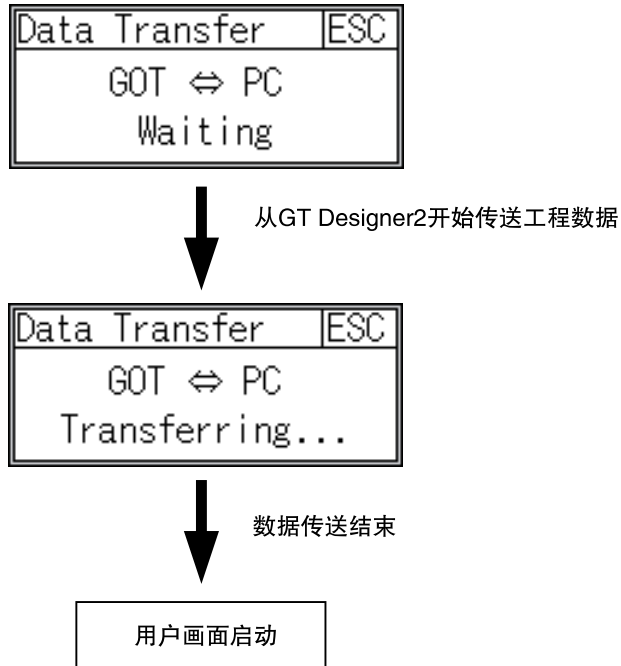 Data Transfer ESC
GOT ⇔ PC
Waiting
从GT Designer2开始传送工程数据
Data Transfer ESC
GOT ⇔ PC
Transferring...
数据传送结束
用户画面启动